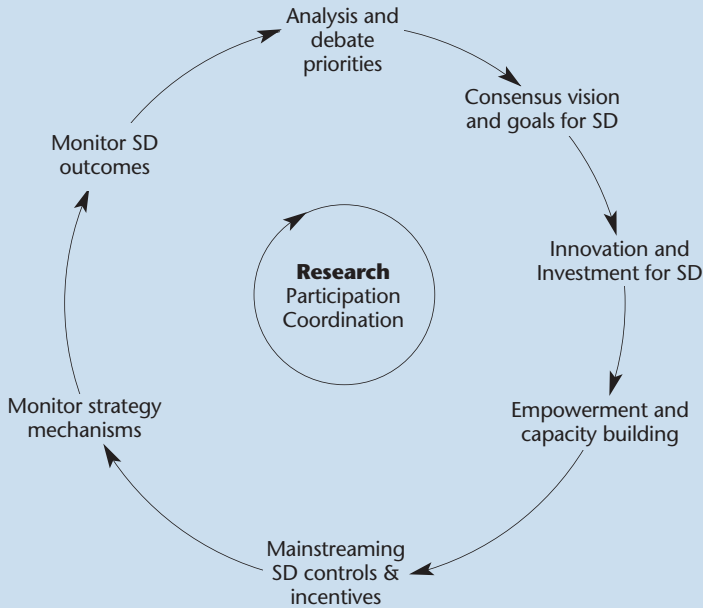 Analysis and
debate
priorities
Consensus vision
and goals for SD
Innovation and
Investment for SD
Empowerment and
capacity building
Mainstreaming
SD controls &
incentives
Monitor strategy
mechanisms
Monitor SD
outcomes
Research
Participation
Coordination